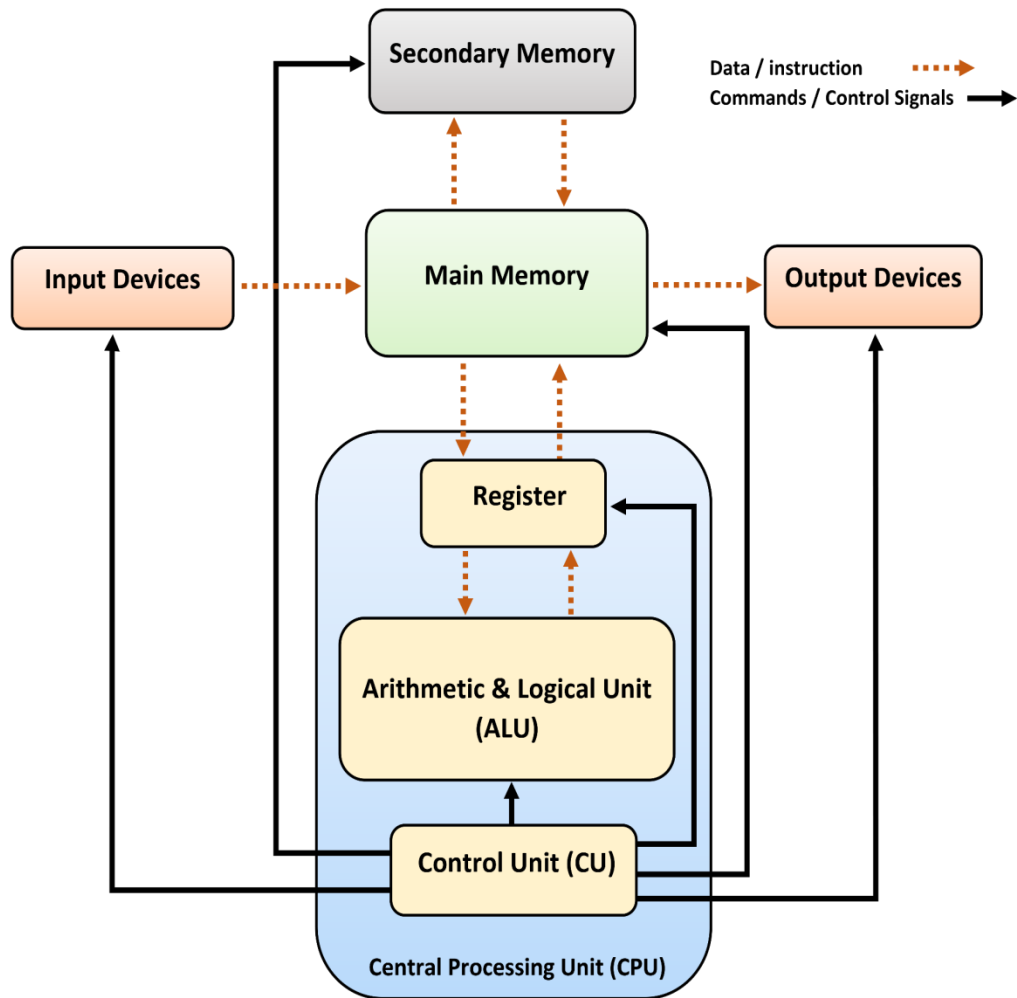 Secondary Memory
Data / instruction
Commands / Control Signals
Input Devices
Main Memory
Output Devices
Register
Arithmetic & Logical Unit
(ALU)
Control Unit (CU)
Central Processing Unit (CPU)